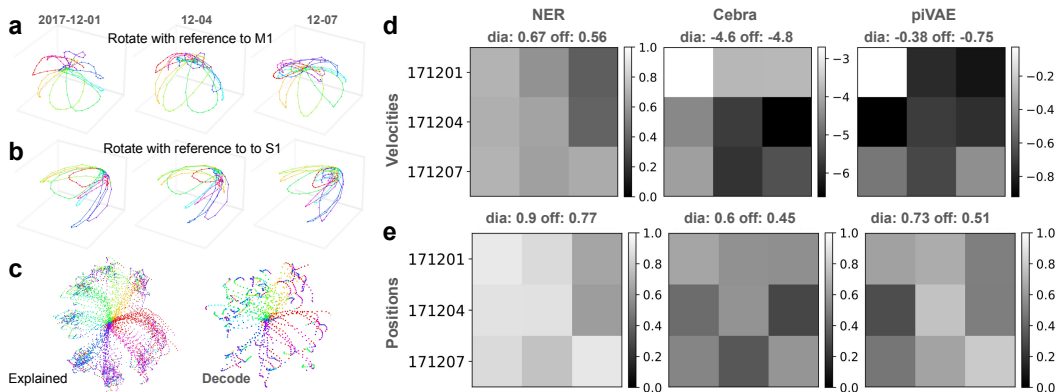 a
2017-12-01 12-04 12-07
Rotate with reference to M1
b
Rotate with reference to to S1
c
Explained
Decode
d
NER Cebra piVAE
dia: 0.67 off: 0.56 dia: -4.6 off: -4.8 dia: -0.38 off: -0.75
Velocities
171201
171204
171207
1.0
0.8
0.6
0.4
0.2
0.0
−3
−4
−5
−6
−0.2
−0.4
−0.6
−0.8
e
dia: 0.9 off: 0.77 dia: 0.6 off: 0.45 dia: 0.73 off: 0.51
Positions
171201
171204
171207
1.0
0.8
0.6
0.4
0.2
0.0
1.0
0.8
0.6
0.4
0.2
0.0
1.0
0.8
0.6
0.4
0.2
0.0